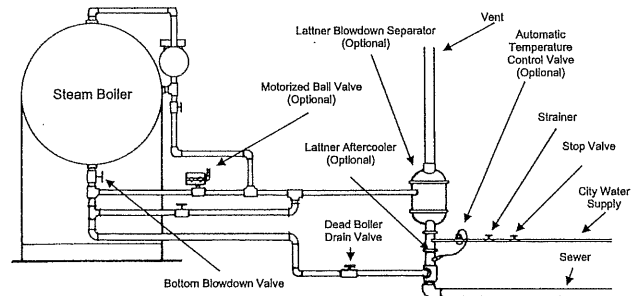 Lattner Blowdown Separator
(Optional)
Vent
Automatic
Temperature
Control Valve
(Optional)
Steam Boiler
Motorized Ball Valve
(Optional)
Strainer
Lattner Aftercooler
(Optional)
Stop Valve
City Water
Supply
Dead Boiler
Drain Valve
Sewer
Bottom Blowdown Valve